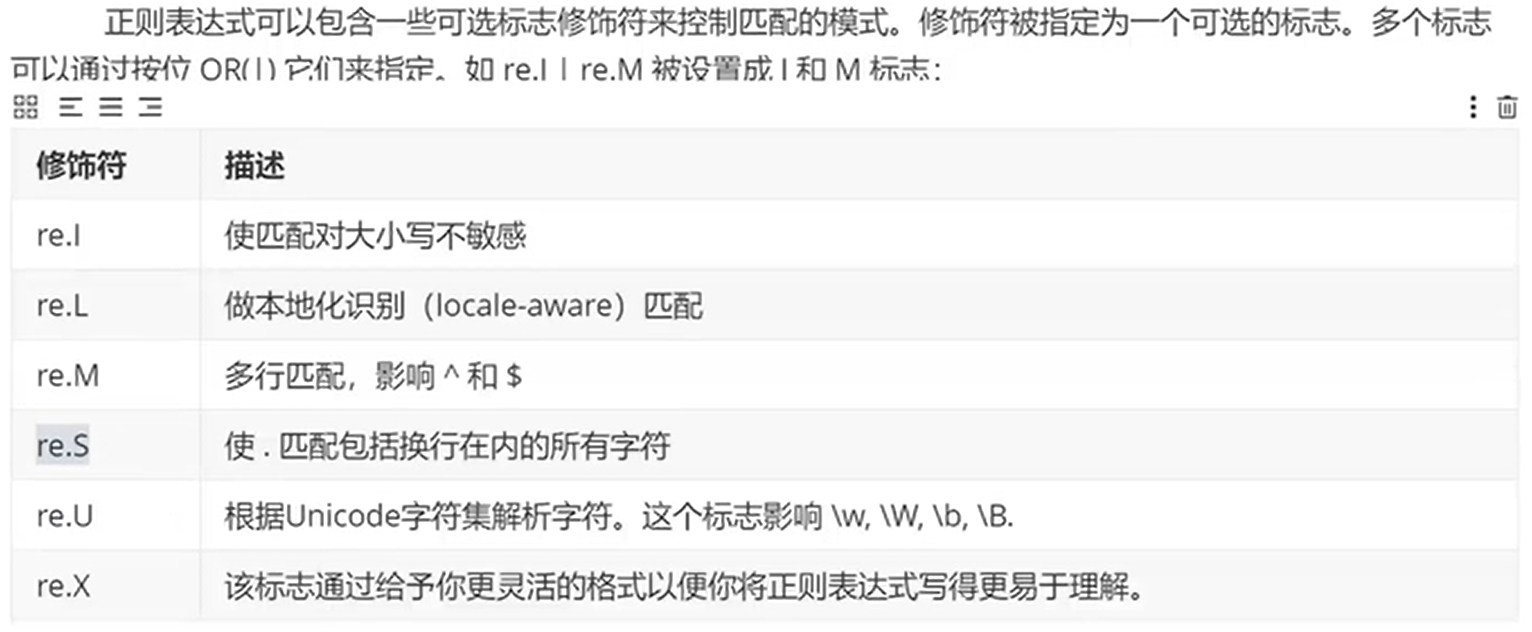 正则表达式可以包含一些可选标志修饰符来控制匹配的模式。修饰符被指定为一个可选的标志。多个标志
可以通过按位 OR(|) 它们来指定。如 re.I | re.M 被设置成 I 和 M 标志：
修饰符 描述
re.I 使匹配对大小写不敏感
re.L 做本地化识别（locale-aware）匹配
re.M 多行匹配，影响 ^ 和 $
re.S 使 . 匹配包括换行在内的所有字符
re.U 根据Unicode字符集解析字符。这个标志影响 \w, \W, \b, \B.
re.X 该标志通过给予你更灵活的格式以便你将正则表达式写得更易于理解。